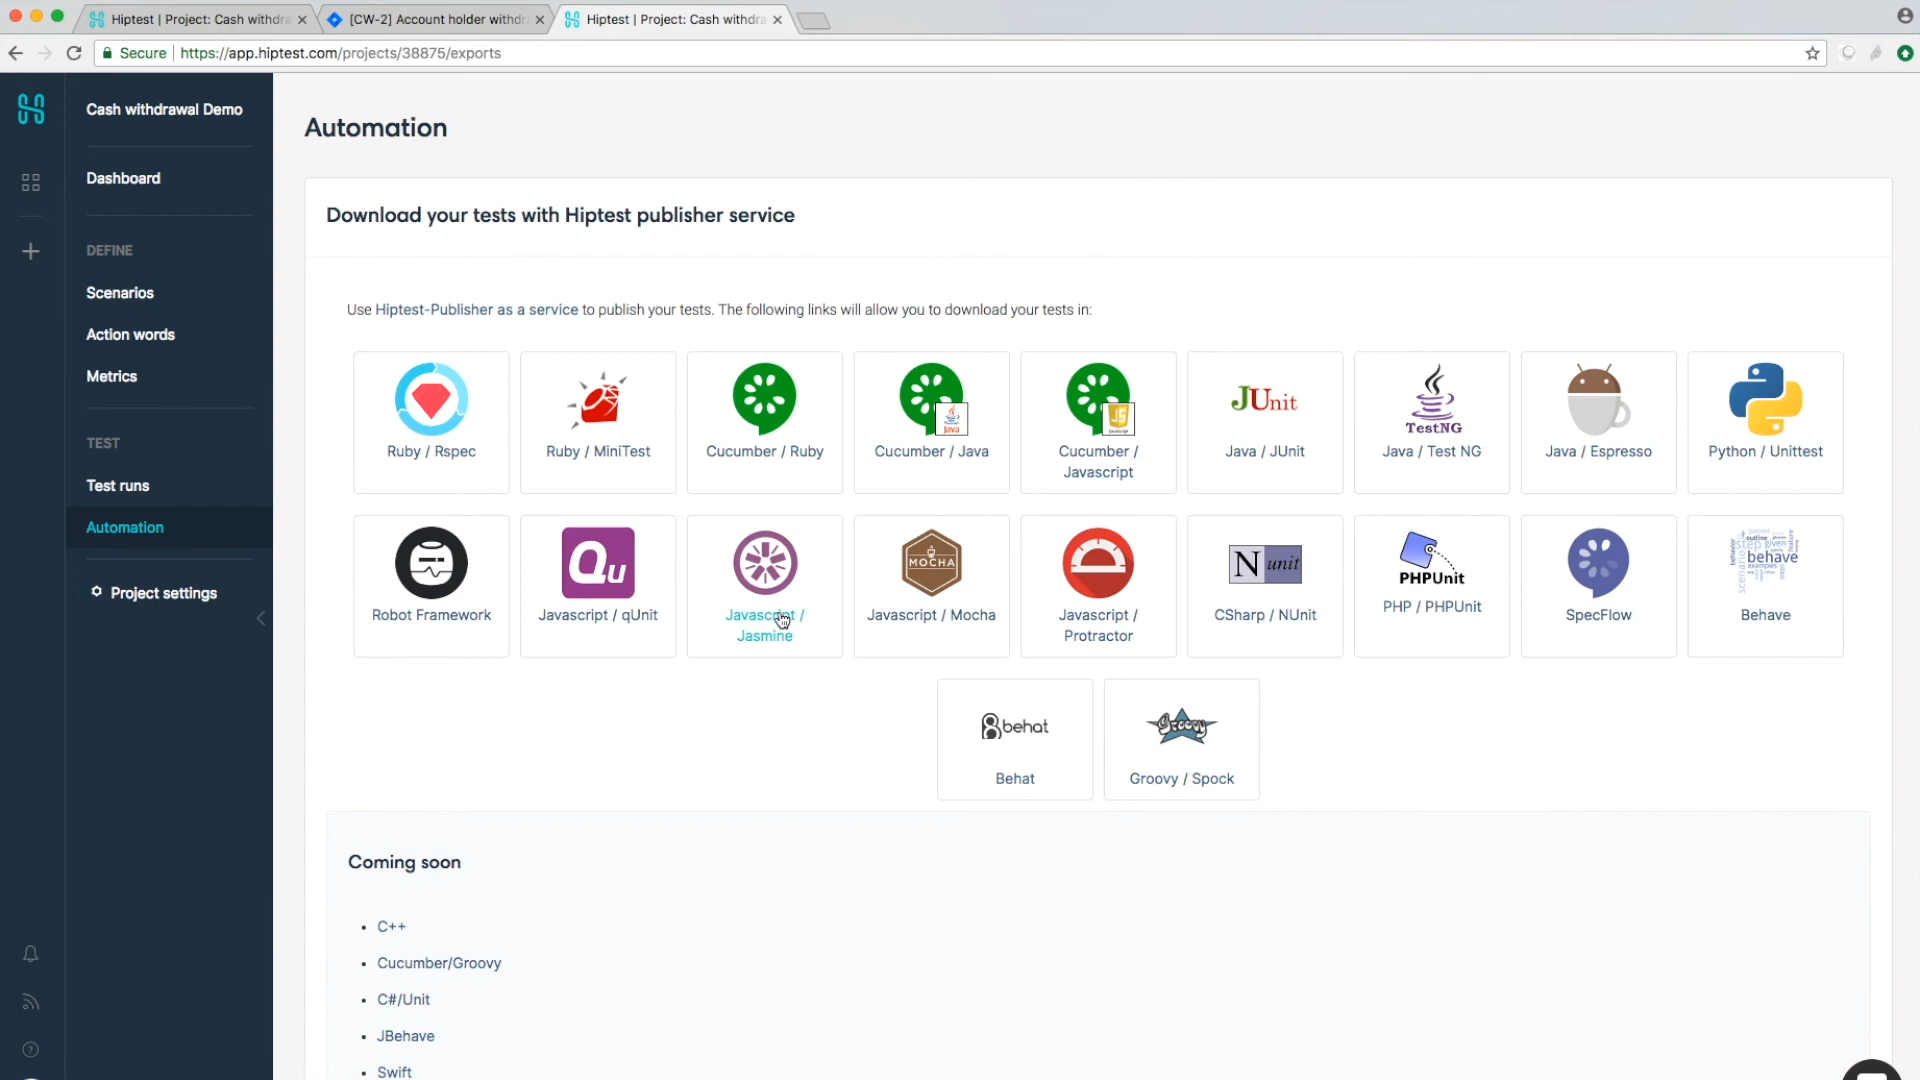 Hiptest | Project: Cash withdra
[CW-2] Account holder withdr
Hiptest | Project: Cash withdra
Secure | https://app.hiptest.com/projects/38875/exports
Cash withdrawal Demo
Dashboard
DEFINE
Scenarios
Action words
Metrics
TEST
Test runs
Automation
Project settings
Automation
Download your tests with Hiptest publisher service
Use Hiptest-Publisher as a service to publish your tests. The following links will allow you to download your tests in:
Java
JS
JUnit
TestNG
Ruby / Rspec
Ruby / MiniTest
Cucumber / Ruby
Cucumber / Java
Cucumber / Javascript
Java / JUnit
Java / Test NG
Java / Espresso
Python / Unittest
Qu
MOCHA
N unit
PHPUnit
behave
Robot Framework
Javascript / qUnit
Javascript / Jasmine
Javascript / Mocha
Javascript / Protractor
CSharp / NUnit
PHP / PHPUnit
SpecFlow
Behave
behat
Groovy
Behat
Groovy / Spock
Coming soon
• C++
• Cucumber/Groovy
• C#/Unit
• JBehave
• Swift